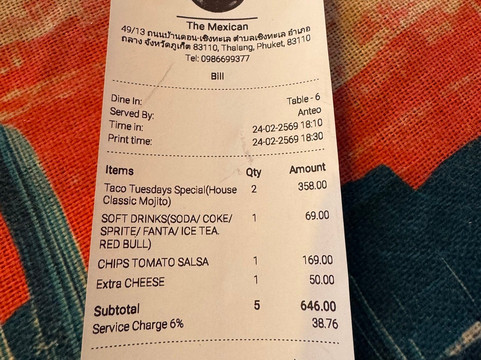 The Mexican
49/13 ถนนบ้านดอน-เชิงทะเล ตำบลเชิงทะเล อำเภอ
ถลาง จังหวัดภูเก็ต 83110, Thalang, Phuket, 83110
Tel: 0986699377
Bill
Dine In: Table - 6
Served By: Anteo
Time in: 24-02-2569 18:10
Print time: 24-02-2569 18:30
Items Qty Amount
Taco Tuesdays Special(House 2 358.00
Classic Mojito)
SOFT DRINKS(SODA/ COKE/ 1 69.00
SPRITE/ FANTA/ ICE TEA.
RED BULL)
CHIPS TOMATO SALSA 1 169.00
Extra CHEESE 1 50.00
Subtotal 5 646.00
Service Charge 6% 38.76